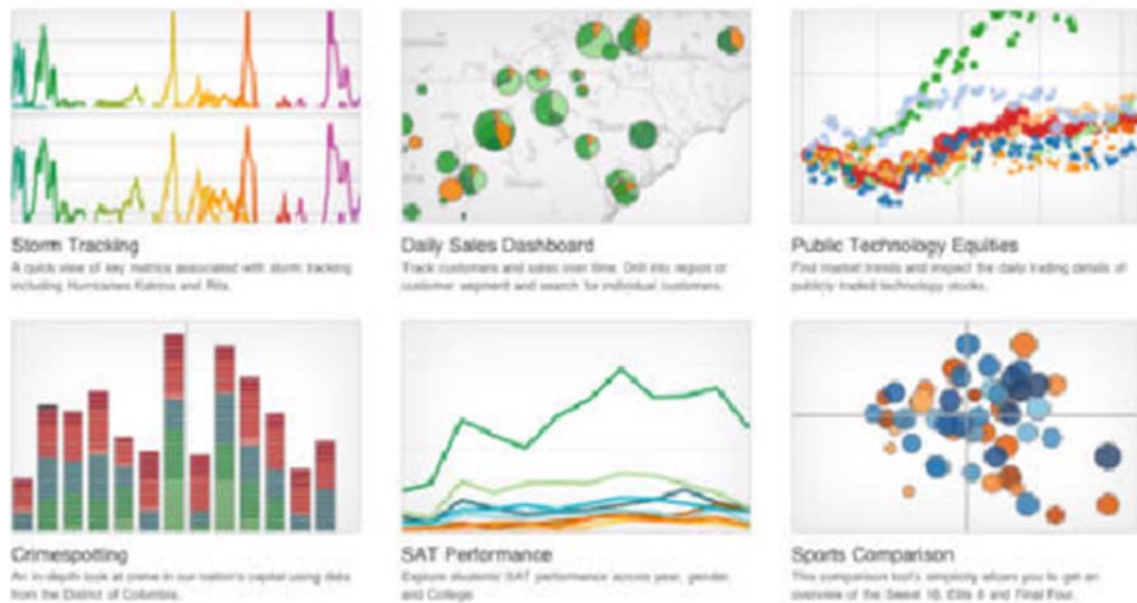 Storm Tracking
A quick view of key metrics associated with storm tracking
including Hurricanes Katrina and Rita.
Daily Sales Dashboard
Track customers and sales over time. Drill into region or
customer segment and search for individual customers.
Public Technology Equities
Find market trends and inspect the daily trading details of
publicly traded technology stocks.
Crimespotting
An in-depth look at crime in our nation's capital using data
from the District of Columbia.
SAT Performance
Explore students' SAT performance across year, gender,
and College
Sports Comparison
This comparison tool's simplicity allows you to get an
overview of the Sweet 16, Elite 8 and Final Four.